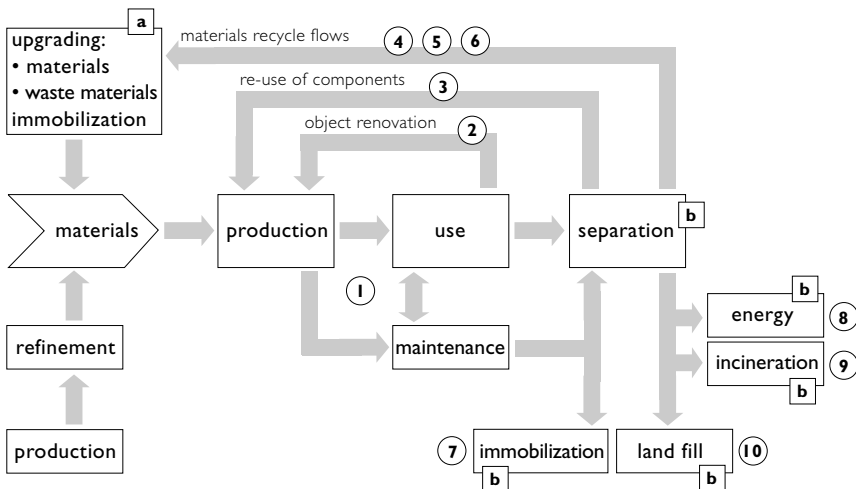 a
upgrading:
• materials
• waste materials
immobilization
materials recycle flows
4 5 6
re-use of components
3
object renovation
2
materials
production
use
separation
b
1
refinement
maintenance
b
energy
8
incineration
9
b
production
7
immobilization
b
land fill
10
b